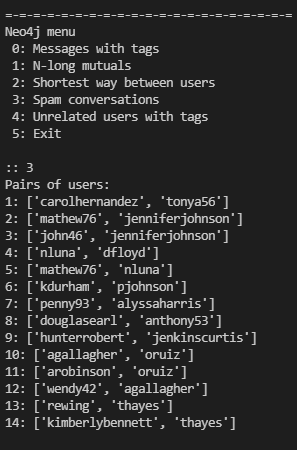 =-=-=-=-=-=-=-=-=-=-=-=-=-=-=-=-=-=-=-=
Neo4j menu
0: Messages with tags
1: N-long mutuals
2: Shortest way between users
3: Spam conversations
4: Unrelated users with tags
5: Exit
:: 3
Pairs of users:
1: ['carolhernandez', 'tonya56']
2: ['mathew76', 'jenniferjohnson']
3: ['john46', 'jenniferjohnson']
4: ['nluna', 'dfloyd']
5: ['mathew76', 'nluna']
6: ['kdurham', 'pjohnson']
7: ['penny93', 'alyssaharris']
8: ['douglasearl', 'anthony53']
9: ['hunterrobert', 'jenkinscurtis']
10: ['agallagher', 'oruiz']
11: ['arobinson', 'oruiz']
12: ['wendy42', 'agallagher']
13: ['rewing', 'thayes']
14: ['kimberlybennett', 'thayes']